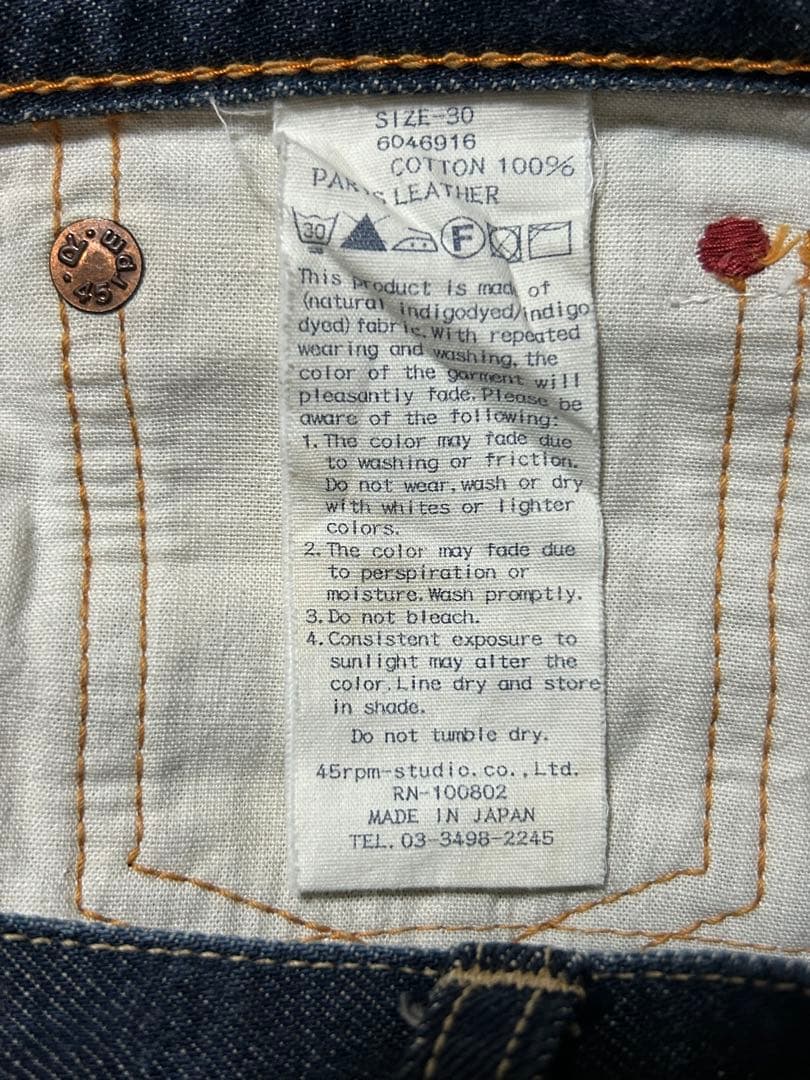 SIZE-30
6046916
COTTON 100%
PARTS LEATHER
30 F
This product is mad of
(natural indigodyed/indigo
dyed) fabric. With repeated
wearing and washing, the
color of the garment will
pleasantly fade. Please be
aware of the following:
1. The color may fade due
to washing or friction.
Do not wear, wash or dry
with whites or lighter
colors.
2. The color may fade due
to perspiration or
moisture. Wash promptly.
3. Do not bleach.
4. Consistent exposure to
sunlight may alter the
color. Line dry and store
in shade.
Do not tumble dry.
45rpm-studio.co.,Ltd.
RN-100802
MADE IN JAPAN
TEL. 03-3498-2245
45 R.P.M.